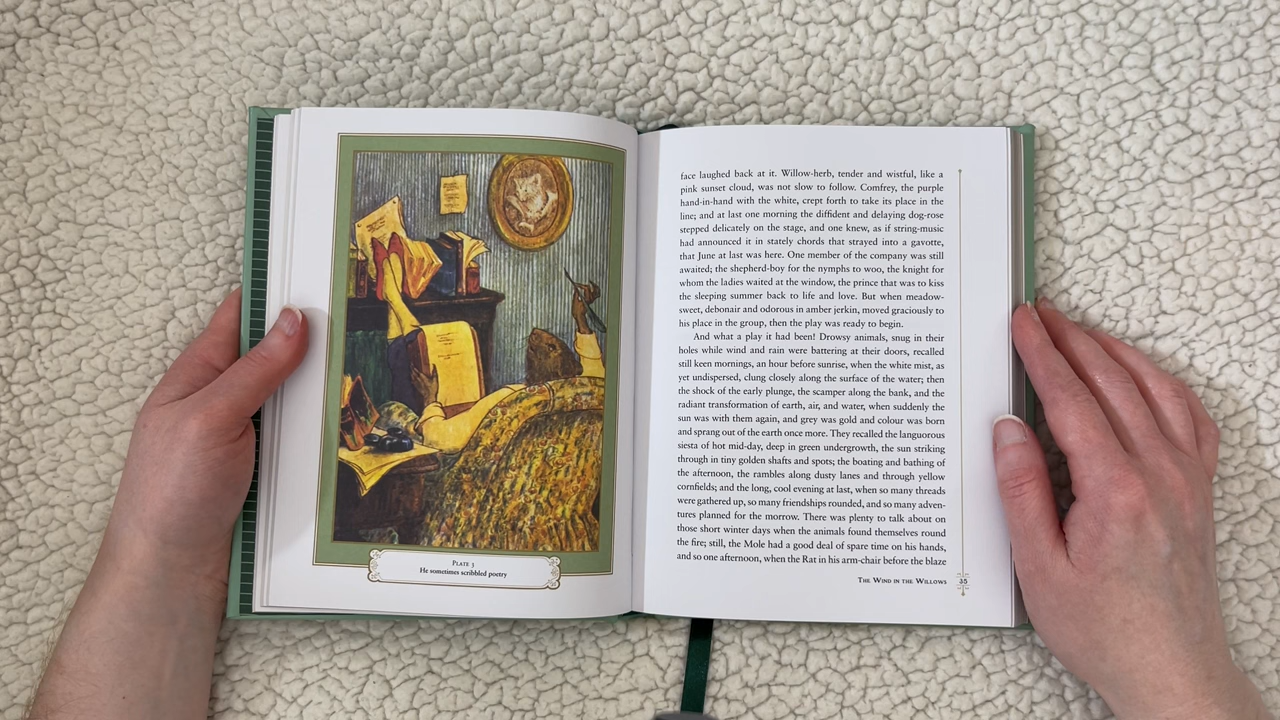 PLATE 3
He sometimes scribbled poetry
face laughed back at it. Willow-herb, tender and wistful, like a
pink sunset cloud, was not slow to follow. Comfrey, the purple
hand-in-hand with the white, crept forth to take its place in the
line; and at last one morning the diffident and delaying dog-rose
stepped delicately on the stage, and one knew, as if string-music
had announced it in stately chords that strayed into a gavotte,
that June at last was here. One member of the company was still
awaited; the shepherd-boy for the nymphs to woo, the knight for
whom the ladies waited at the window, the prince that was to kiss
the sleeping summer back to life and love. But when meadow-
sweet, debonair and odorous in amber jerkin, moved graciously to
his place in the group, then the play was ready to begin.
And what a play it had been! Drowsy animals, snug in their
holes while wind and rain were battering at their doors, recalled
still keen mornings, an hour before sunrise, when the white mist, as
yet undispersed, clung closely along the surface of the water; then
the shock of the early plunge, the scamper along the bank, and the
radiant transformation of earth, air, and water, when suddenly the
sun was with them again, and grey was gold and colour was born
and sprang out of the earth once more. They recalled the languorous
siesta of hot mid-day, deep in green undergrowth, the sun striking
through in tiny golden shafts and spots; the boating and bathing of
the afternoon, the rambles along dusty lanes and through yellow
cornfields; and the long, cool evening at last, when so many threads
were gathered up, so many friendships rounded, and so many adven-
tures planned for the morrow. There was plenty to talk about on
those short winter days when the animals found themselves round
the fire; still, the Mole had a good deal of spare time on his hands,
and so one afternoon, when the Rat in his arm-chair before the blaze
THE WIND IN THE WILLOWS 35